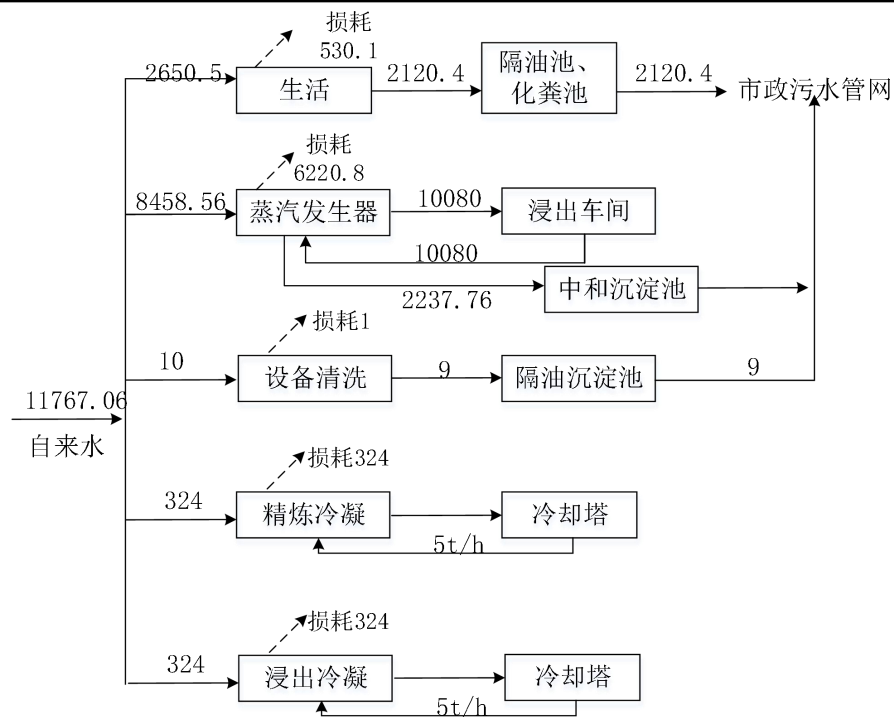 损耗
530.1
2650.5
生活
2120.4
隔油池、
化粪池
2120.4
市政污水管网
损耗
6220.8
8458.56
蒸汽发生器
10080
浸出车间
10080
2237.76
中和沉淀池
损耗1
10
设备清洗
9
隔油沉淀池
9
11767.06
自来水
损耗324
324
精炼冷凝
冷却塔
5t/h
损耗324
324
浸出冷凝
冷却塔
5t/h